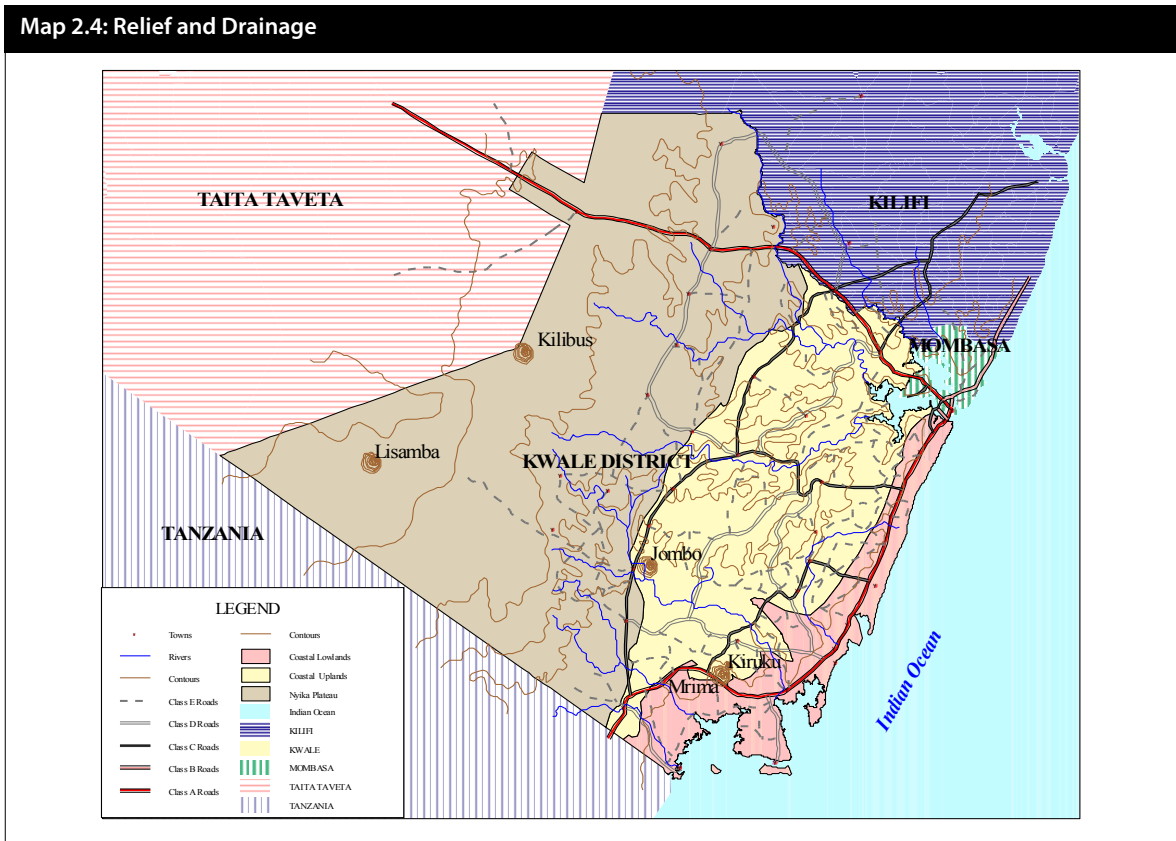 Map 2.4: Relief and Drainage
TAITA TAVETA
KILIFI
Kilibus
MOMBASA
Lisamba
KWALE DISTRICT
TANZANIA
Jombo
Kiruku
Mrima
Indian Ocean
LEGEND
Towns
Rivers
Contours
Class E Roads
Class D Roads
Class C Roads
Class B Roads
Class A Roads
Contours
Coastal Lowlands
Coastal Uplands
Nyika Plateau
Indian Ocean
KILIFI
KWALE
MOMBASA
TAITA TAVETA
TANZANIA